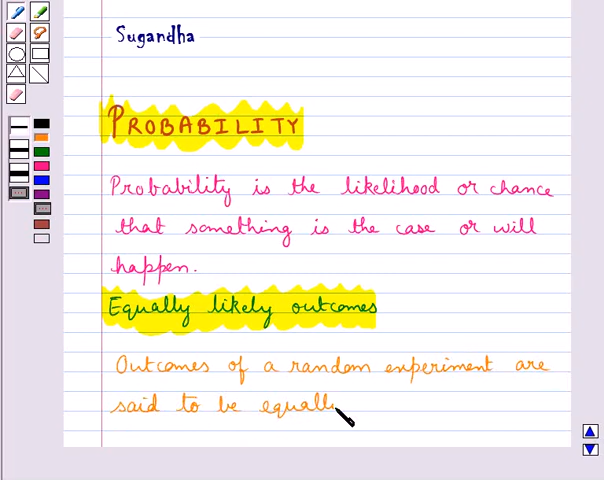 Sugandha
PROBABILITY
Probability is the likelihood or chance
that something is the case or will
happen.
Equally likely outcomes
Outcomes of a random experiment are
said to be equall